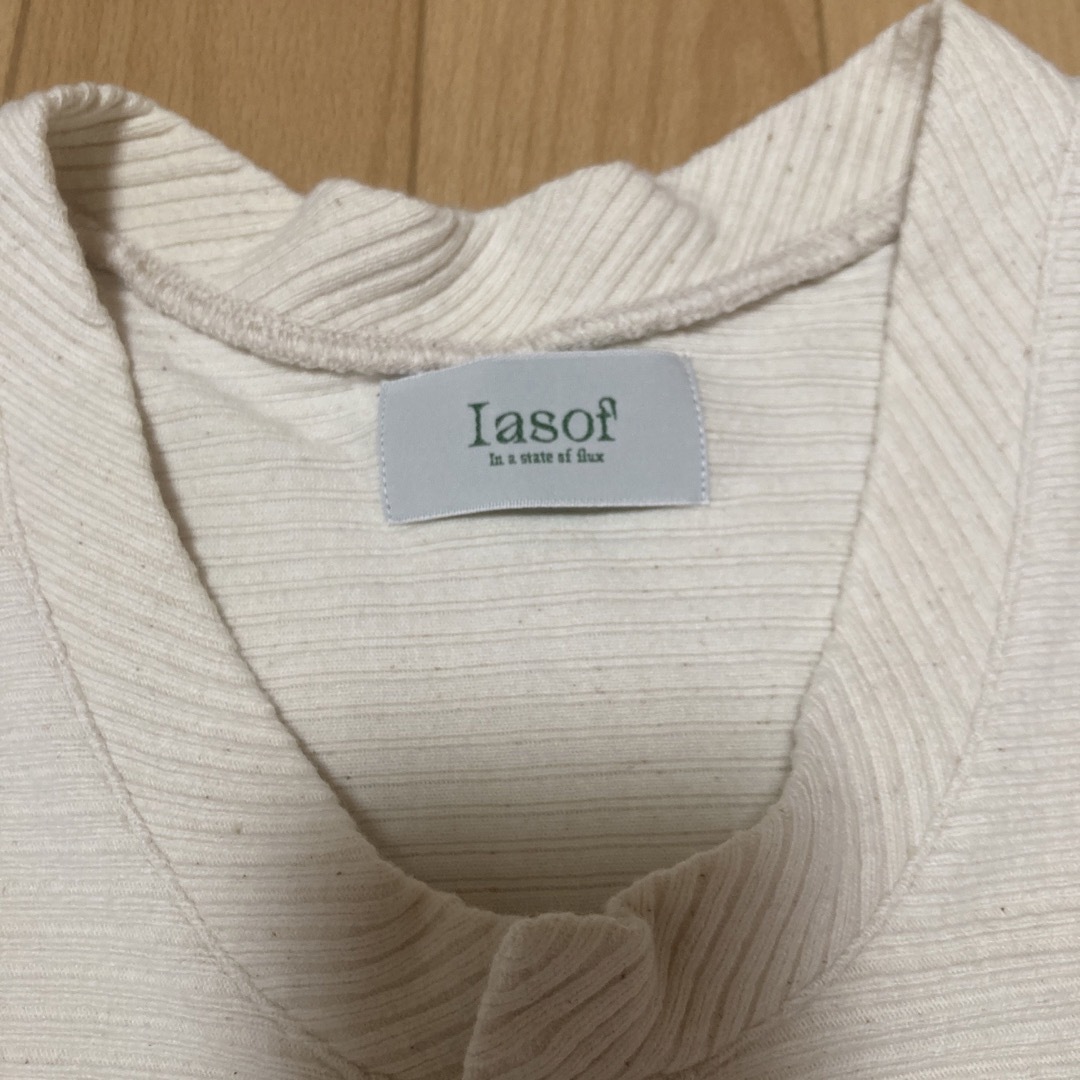 Iasof
In a state of flux